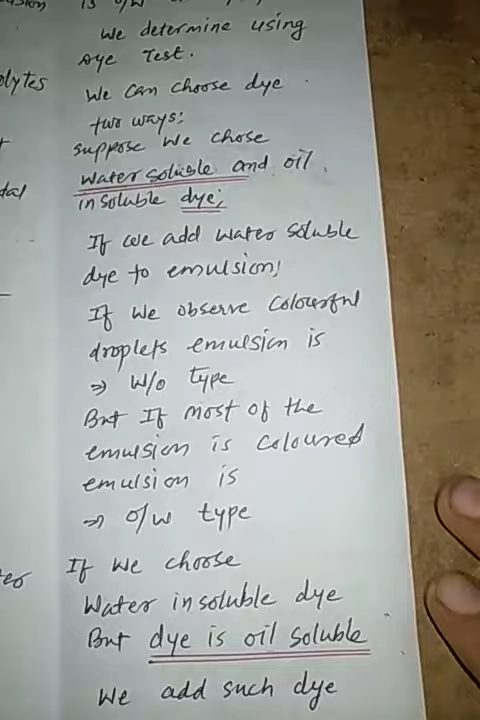 is o/w
We determine using
Dye Test.
We can choose dye
two ways:
suppose we chose
water soluble and oil
insoluble dye;
If we add water soluble
dye to emulsion;
If we observe colourful
droplets emulsion is
⇒ W/o type
But If most of the
emulsion is coloured
emulsion is
⇒ o/w type
If we choose
Water insoluble dye
But dye is oil soluble
We add such dye